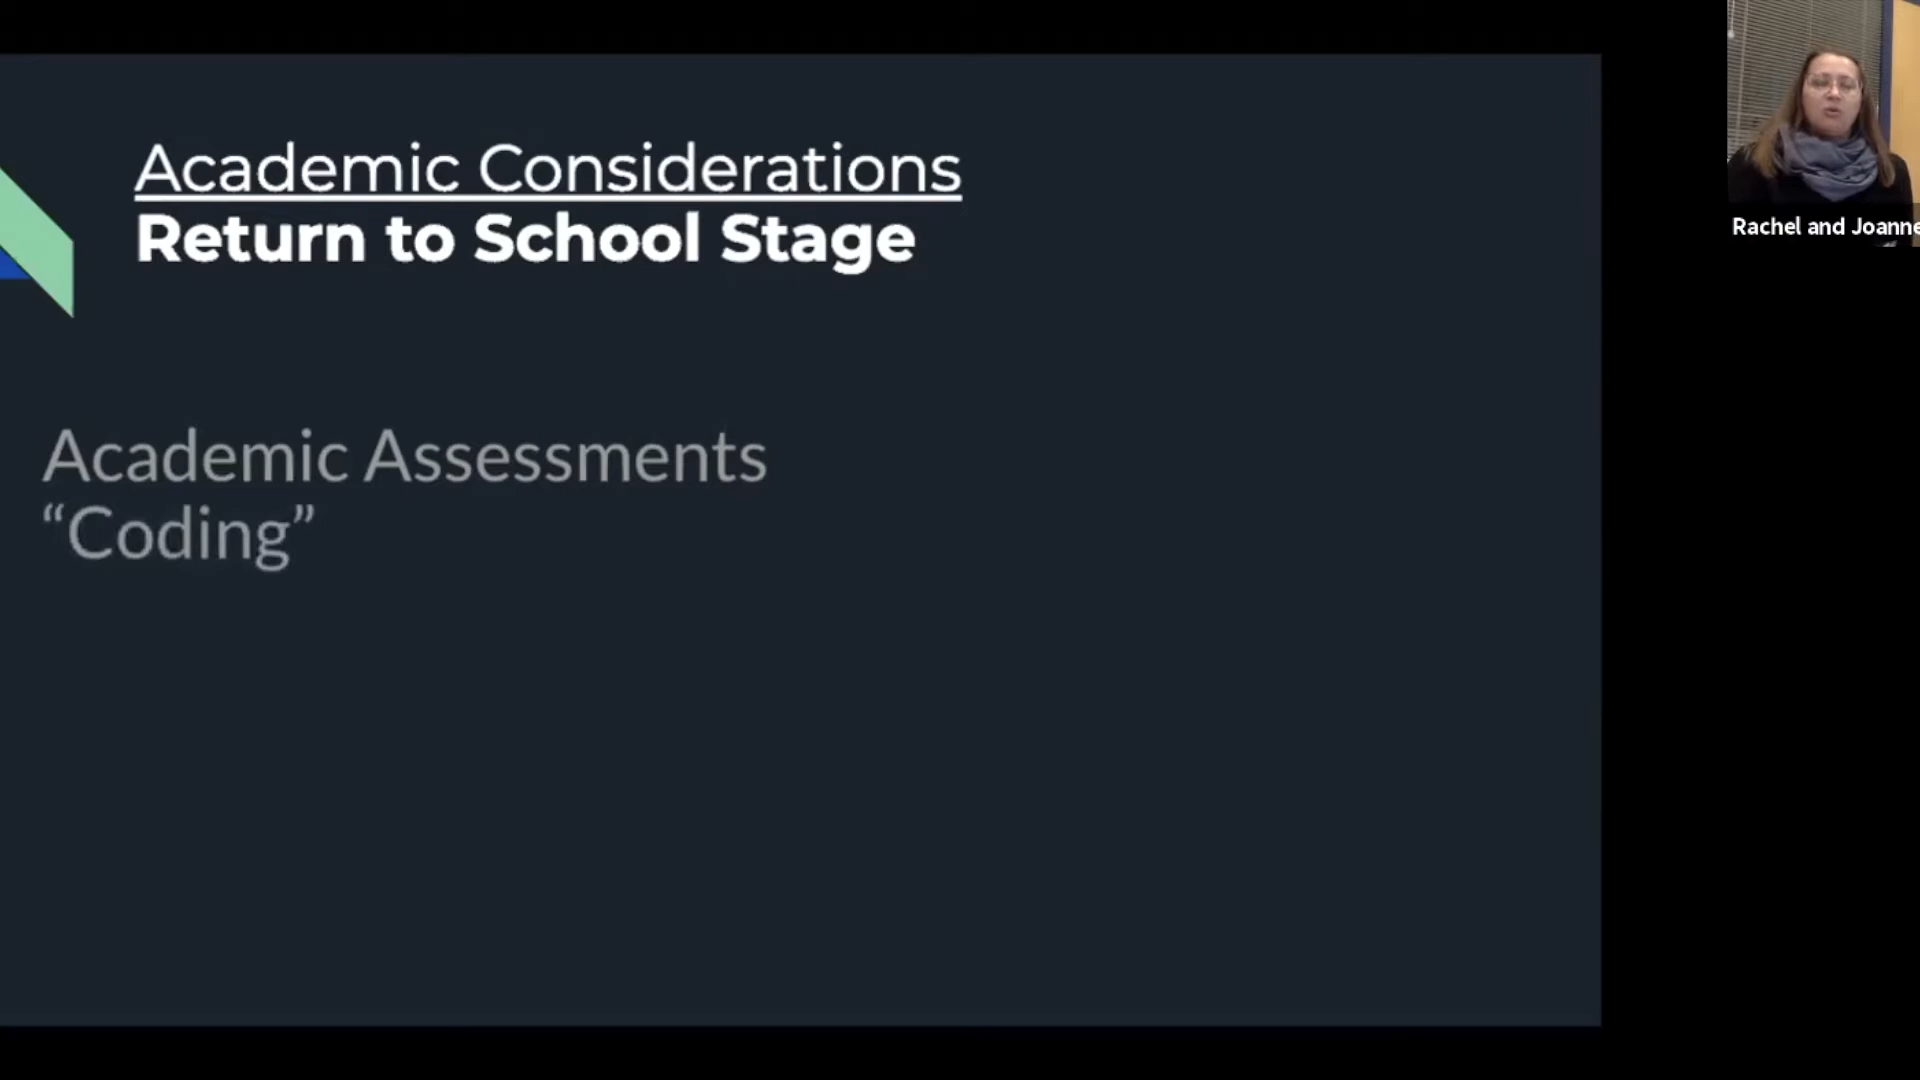 Academic Considerations
Return to School Stage
Academic Assessments
“Coding”
Rachel and Joanne